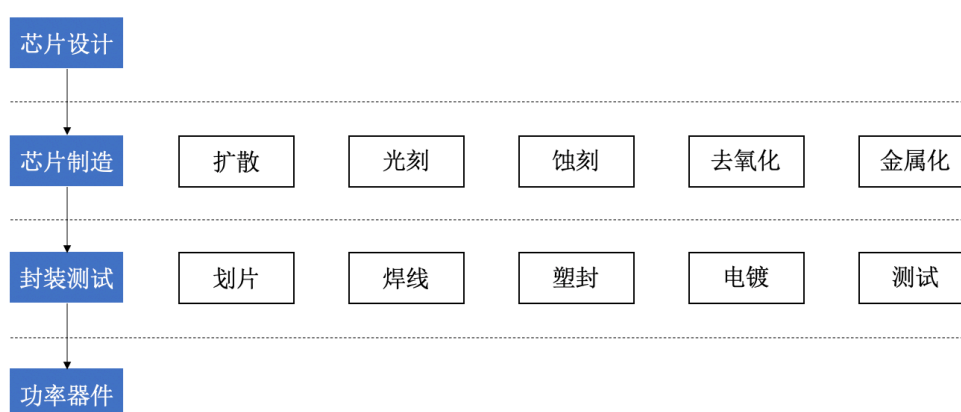 芯片设计
芯片制造 扩散 光刻 蚀刻 去氧化 金属化
封装测试 划片 焊线 塑封 电镀 测试
功率器件